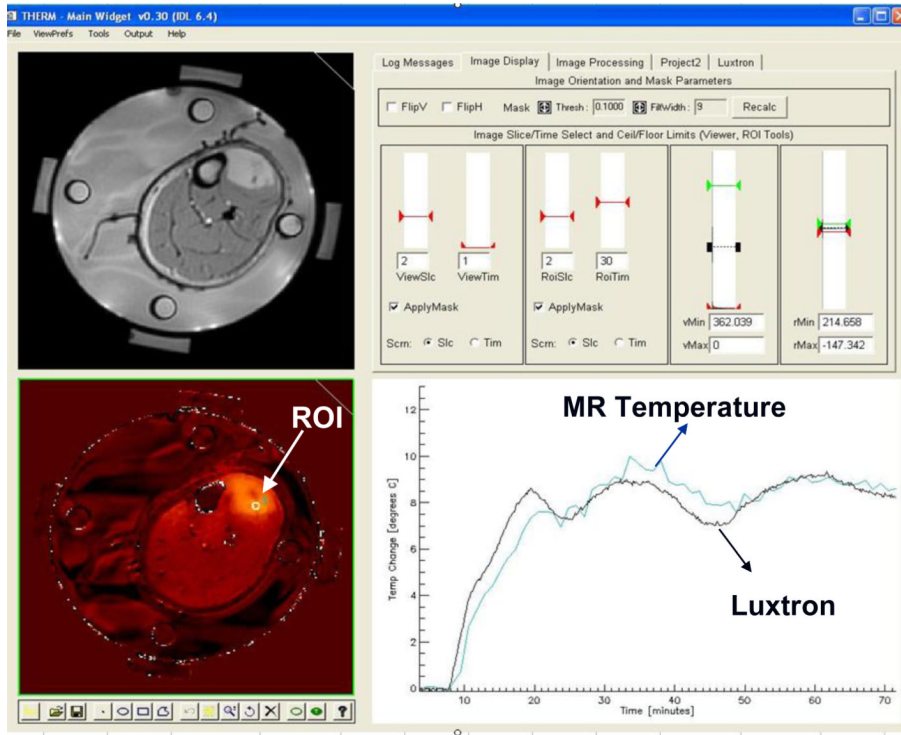 THERM - Main Widget v0.30 (IDL 6.4)
File ViewPrefs Tools Output Help
Log Messages Image Display Image Processing Project2 Luxtron
Image Orientation and Mask Parameters
FlipV FlipH Mask Thresh: 0.1000 FillWidth: 9 Recalc
Image Slice/Time Select and Ceil/Floor Limits (Viewer, ROI Tools)
2 1 2 30
ViewSlc ViewTim RoiSlc RoiTim
ApplyMask ApplyMask
vMin 362.039 rMin 214.658
Scrn: Slc Tim Scrn: Slc Tim vMax 0 rMax -147.342
ROI
MR Temperature
Luxtron
Temp Change [degrees C]
12
10
8
6
4
2
0
10 20 30 40 50 60 70
Time [minutes]
?